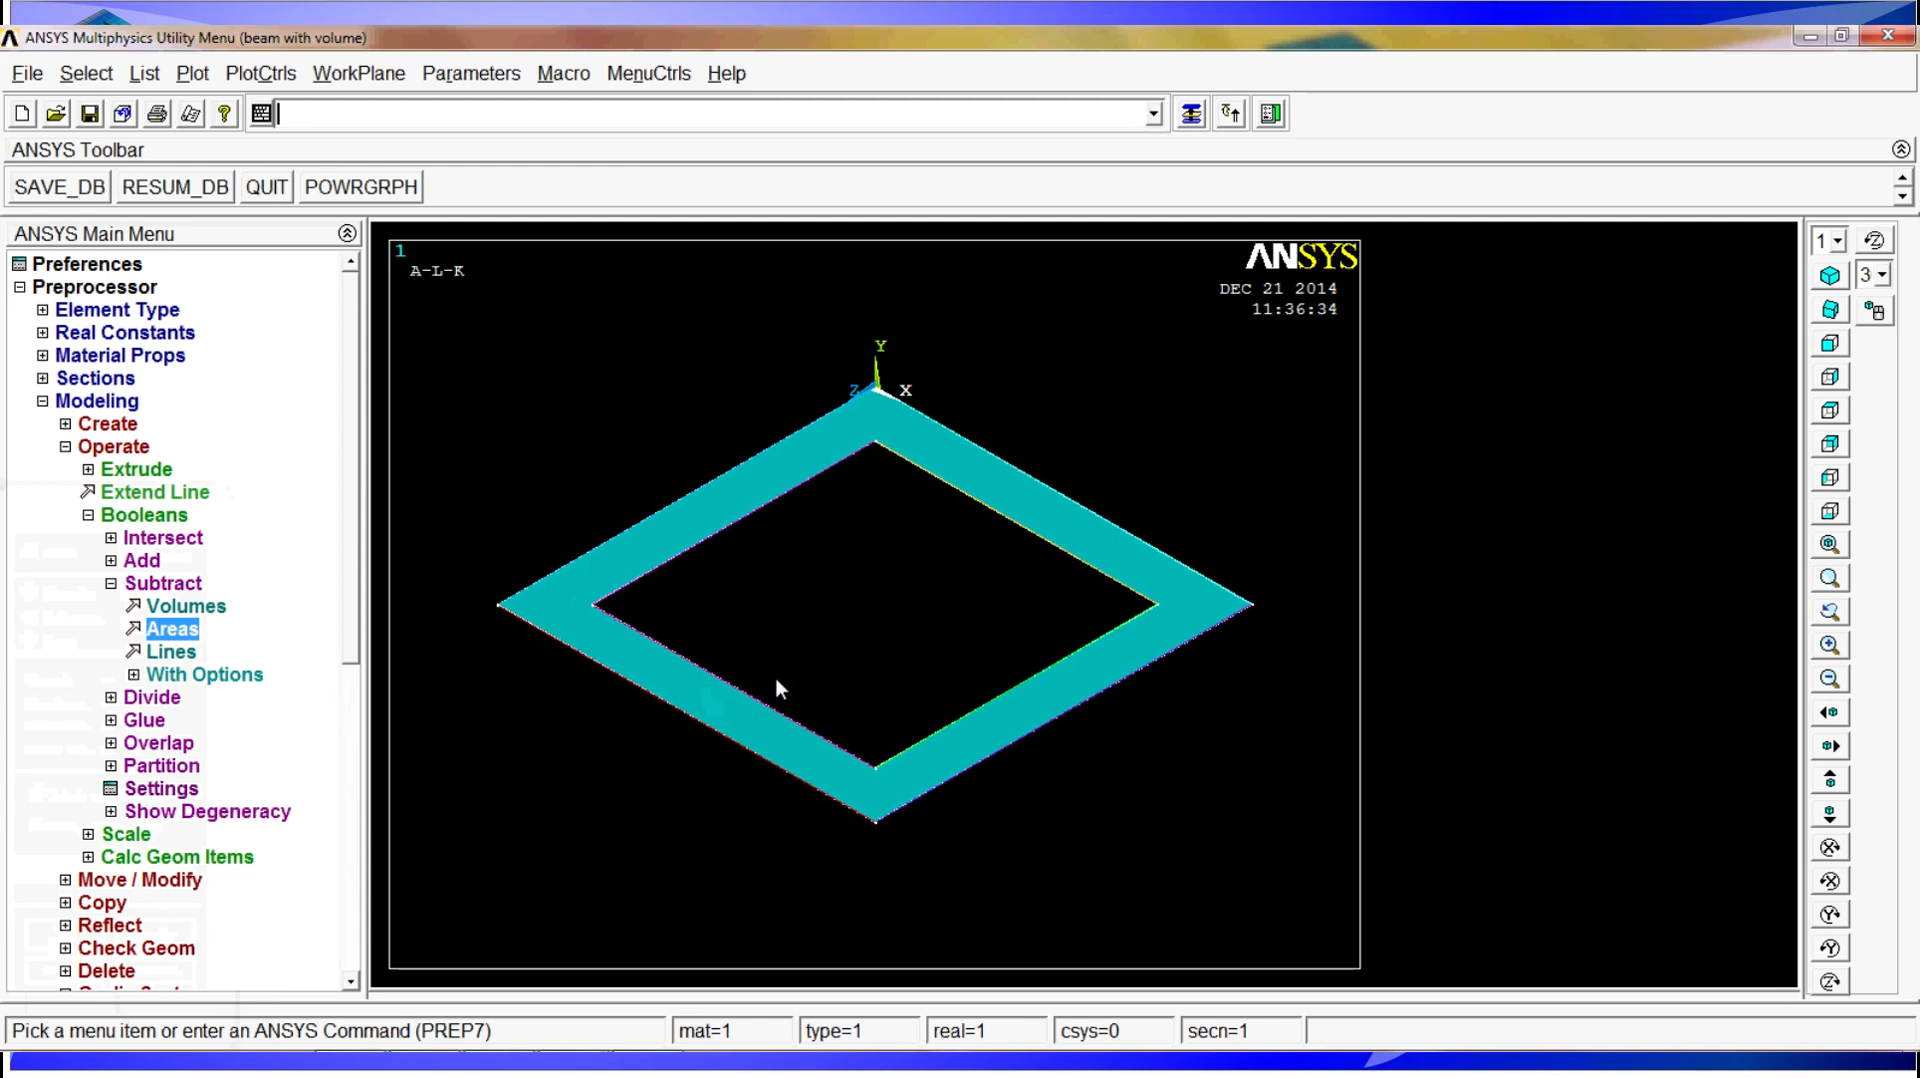 ANSYS Multiphysics Utility Menu (beam with volume)
File Select List Plot PlotCtrls WorkPlane Parameters Macro MenuCtrls Help
ANSYS Toolbar
SAVE_DB RESUM_DB QUIT POWRGRPH
ANSYS Main Menu
Preferences
Preprocessor
Element Type
Real Constants
Material Props
Sections
Modeling
Create
Operate
Extrude
Extend Line
Booleans
Intersect
Add
Subtract
Volumes
Areas
Lines
With Options
Divide
Glue
Overlap
Partition
Settings
Show Degeneracy
Scale
Calc Geom Items
Move / Modify
Copy
Reflect
Check Geom
Delete
1
A-L-K
ANSYS
DEC 21 2014
11:36:34
Y
Z X
1
3
Pick a menu item or enter an ANSYS Command (PREP7) mat=1 type=1 real=1 csys=0 secn=1